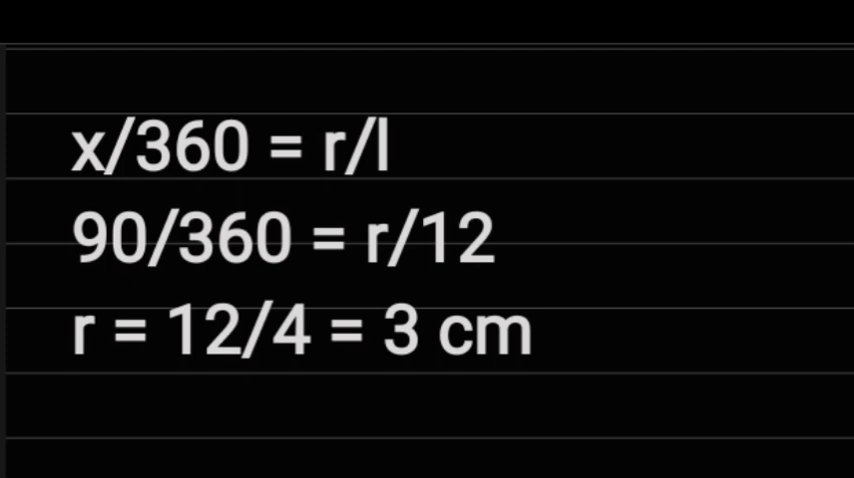 x/360 = r/l
90/360 = r/12
r = 12/4 = 3 cm